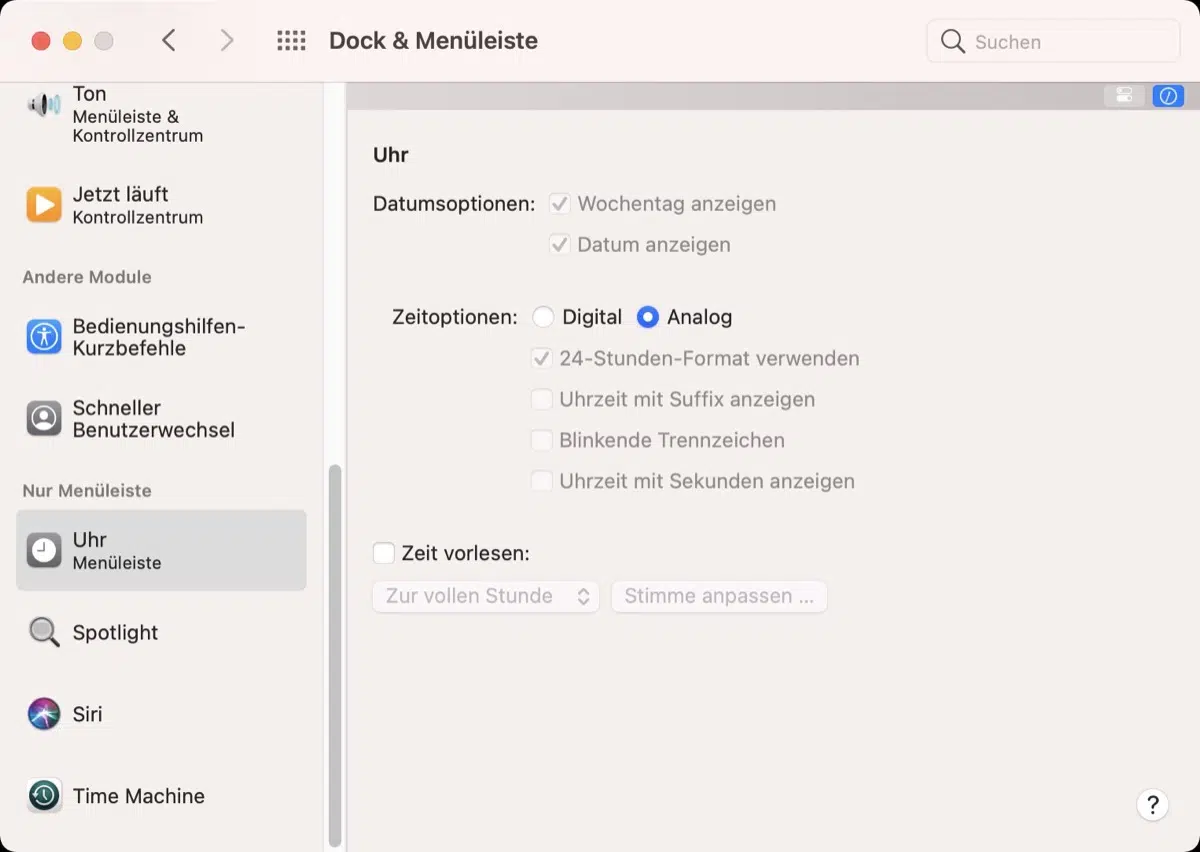 Dock & Menüleiste
Suchen
Ton
Menüleiste &
Kontrollzentrum
Jetzt läuft
Kontrollzentrum
Andere Module
Bedienungshilfen-
Kurzbefehle
Schneller
Benutzerwechsel
Nur Menüleiste
Uhr
Menüleiste
Spotlight
Siri
Time Machine
Uhr
Datumsoptionen: Wochentag anzeigen
Datum anzeigen
Zeitoptionen: Digital Analog
24-Stunden-Format verwenden
Uhrzeit mit Suffix anzeigen
Blinkende Trennzeichen
Uhrzeit mit Sekunden anzeigen
Zeit vorlesen:
Zur vollen Stunde Stimme anpassen ...
?